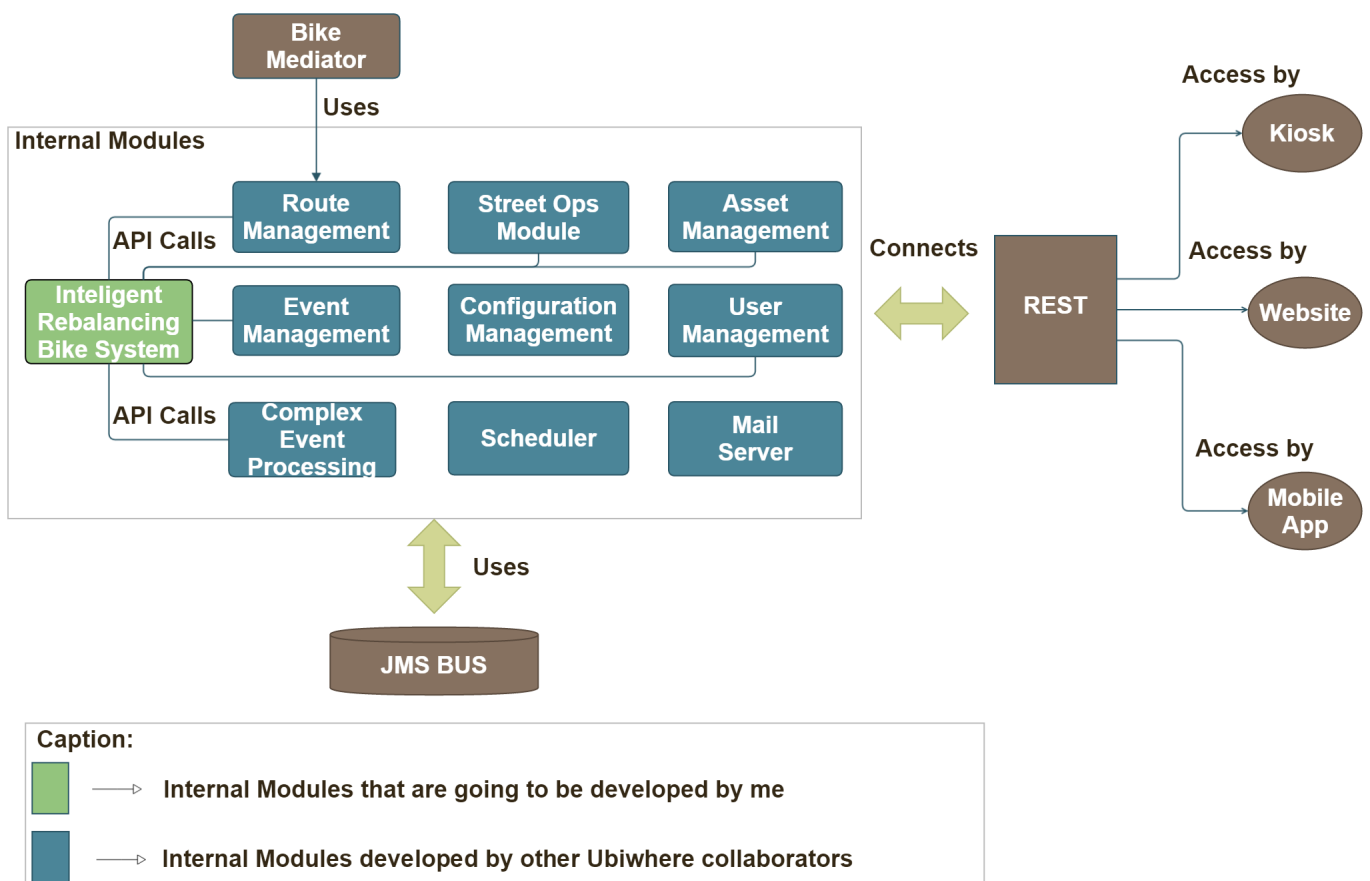 Bike
Mediator
Uses
Access by
Kiosk
Internal Modules
Route
Management
Street Ops
Module
Asset
Management
API Calls
Connects
Access by
REST
Website
Inteligent
Rebalancing
Bike System
Event
Management
Configuration
Management
User
Management
API Calls
Complex
Event
Processing
Scheduler
Mail
Server
Access by
Mobile
App
Uses
JMS BUS
Caption:
Internal Modules that are going to be developed by me
Internal Modules developed by other Ubiwhere collaborators